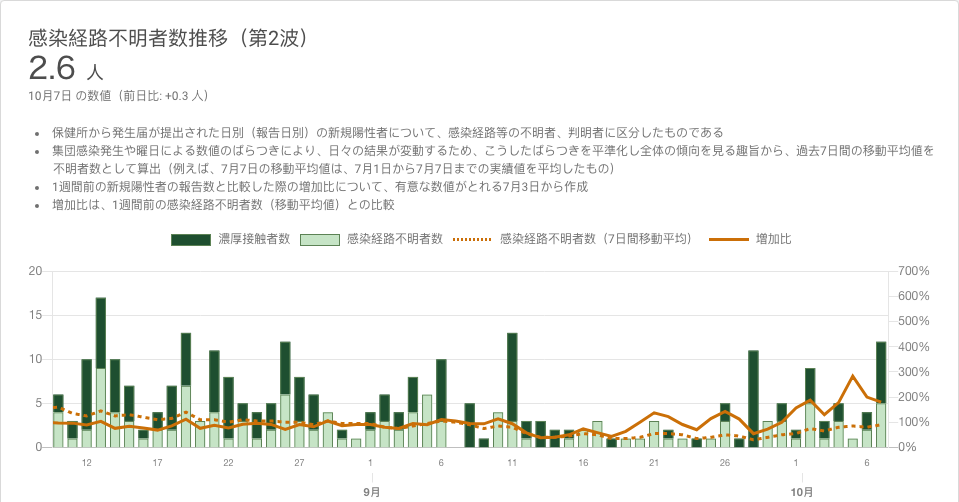 感染経路不明者数推移（第2波）
2.6 人
10月7日 の数値（前日比: +0.3 人）
• 保健所から発生届が提出された日別（報告日別）の新規陽性者について、感染経路等の不明者、判明者に区分したものである
• 集団感染発生や曜日による数値のばらつきにより、日々の結果が変動するため、こうしたばらつきを平準化し全体の傾向を見る趣旨から、過去7日間の移動平均値を
不明者数として算出（例えば、7月7日の移動平均値は、7月1日から7月7日までの実績値を平均したもの）
• 1週間前の新規陽性者の報告数と比較した際の増加比について、有意な数値がとれる7月3日から作成
• 増加比は、1週間前の感染経路不明者数（移動平均値）との比較
濃厚接触者数 感染経路不明者数 感染経路不明者数（7日間移動平均） 増加比
20 700%
600%
15
500%
10 400%
300%
5 200%
100%
0 0%
12 17 22 27 1 6 11 16 21 26 1 6
9月 10月